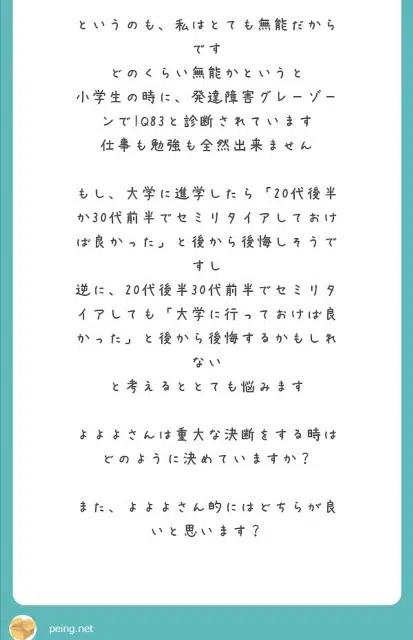 というのも、私はとても無能だから
です
どのくらい無能かというと
小学生の時に、発達障害グレーゾー
ンでIQ83と診断されています
仕事も勉強も全然出来ません
もし、大学に進学したら「20代後半
か30代前半でセミリタイアしておけ
ば良かった」と後から後悔しそうで
すし
逆に、20代後半30代前半でセミリタ
イアしても「大学に行っておけば良
かった」と後から後悔するかもしれ
ない
と考えるととても悩みます
よよよさんは重大な決断をする時は
どのように決めていますか？
また、よよよさん的にはどちらが良
いと思います？
peing.net